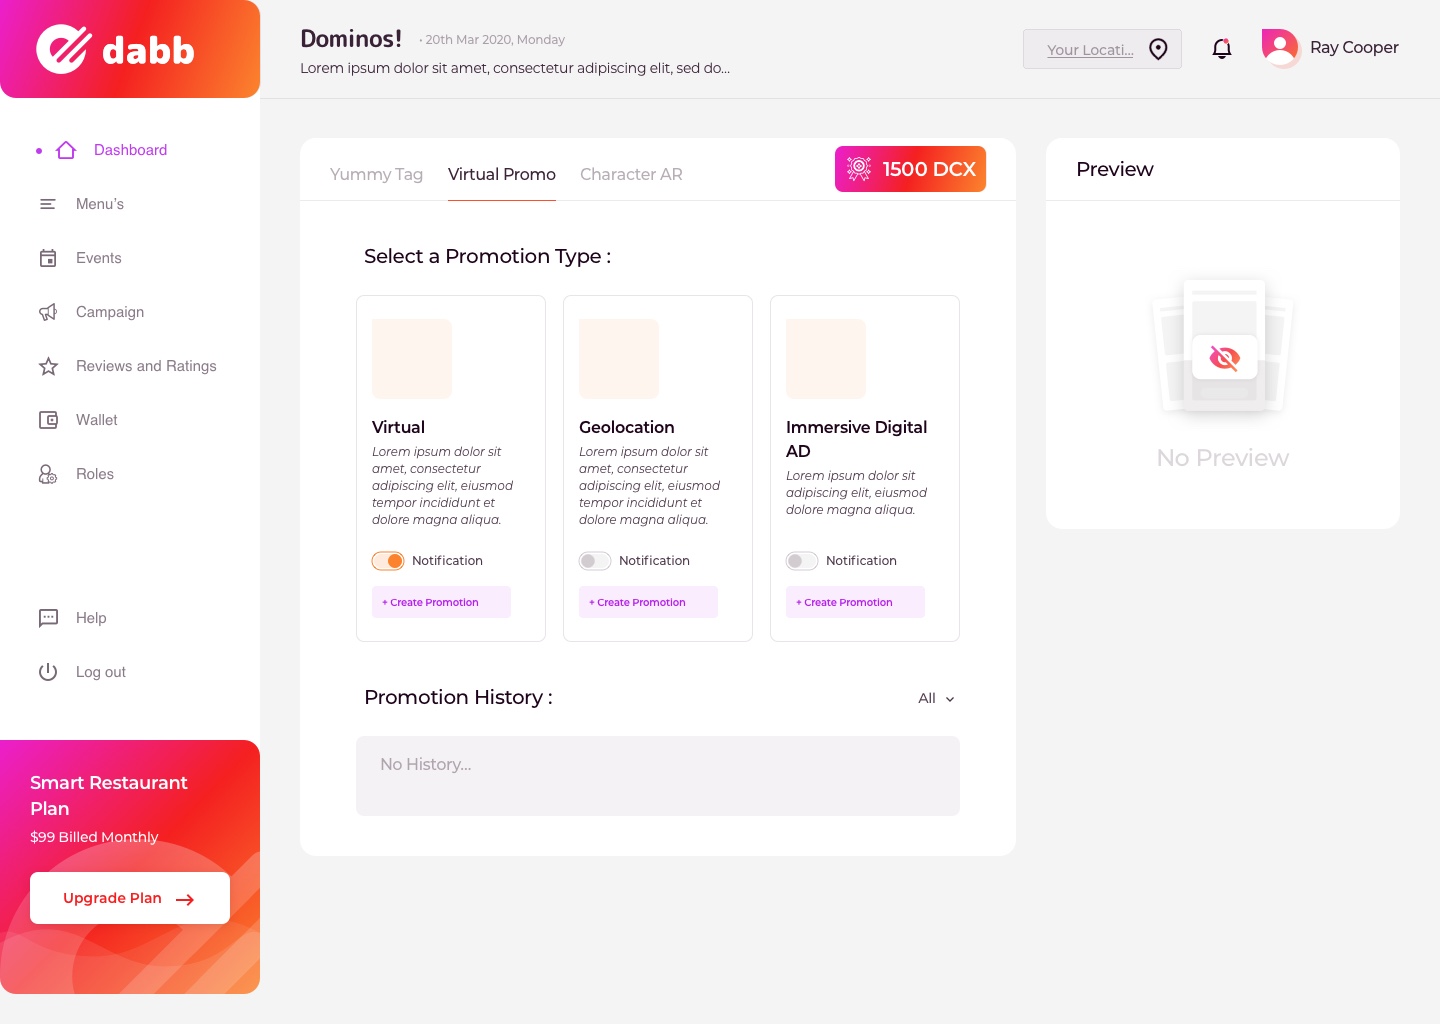 dabb
Dominos!
• 20th Mar 2020, Monday
Lorem ipsum dolor sit amet, consectetur adipiscing elit, sed do...
Your Locati...
Ray Cooper
Dashboard
Menu's
Events
Campaign
Reviews and Ratings
Wallet
Roles
Help
Log out
Smart Restaurant
Plan
$99 Billed Monthly
Upgrade Plan
Yummy Tag
Virtual Promo
Character AR
1500 DCX
Select a Promotion Type :
Virtual
Lorem ipsum dolor sit
amet, consectetur
adipiscing elit, eiusmod
tempor incididunt et
dolore magna aliqua.
Notification
+ Create Promotion
Geolocation
Lorem ipsum dolor sit
amet, consectetur
adipiscing elit, eiusmod
tempor incididunt et
dolore magna aliqua.
Notification
+ Create Promotion
Immersive Digital
AD
Lorem ipsum dolor sit
adipiscing elit, eiusmod
dolore magna aliqua.
Notification
+ Create Promotion
Promotion History :
All
No History...
Preview
No Preview